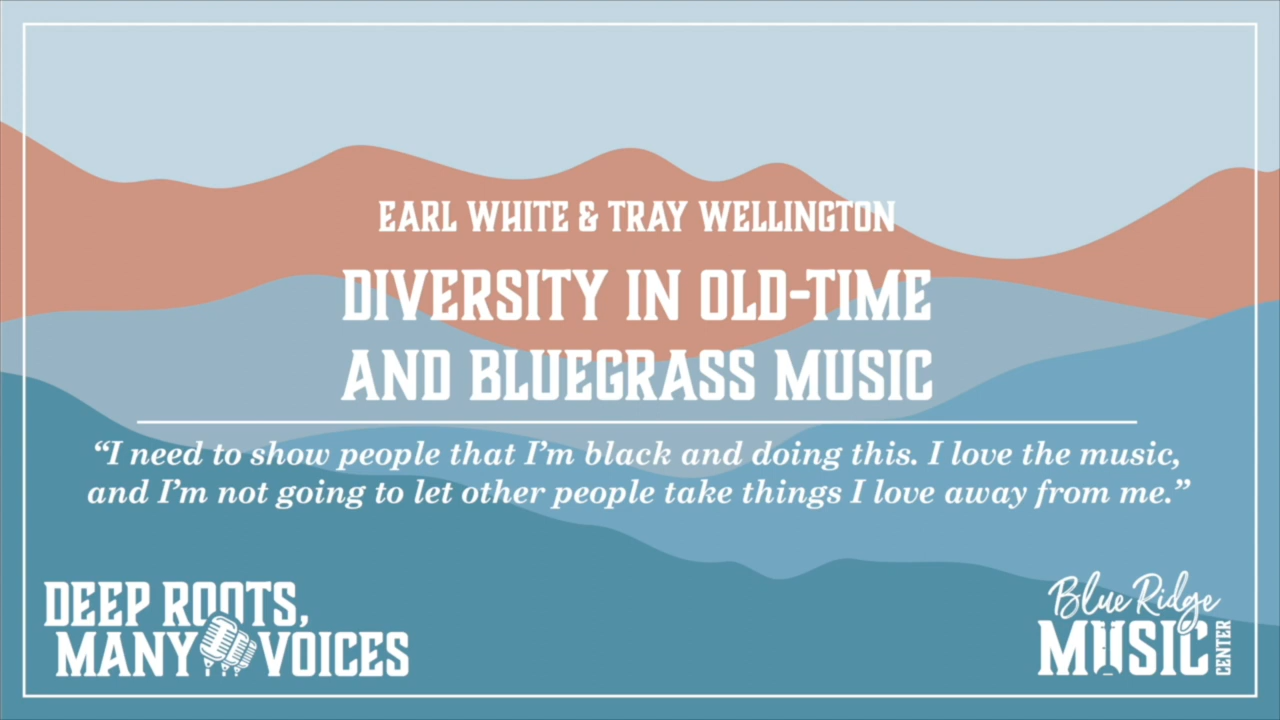 EARL WHITE & TRAY WELLINGTON
DIVERSITY IN OLD-TIME
AND BLUEGRASS MUSIC
“I need to show people that I’m black and doing this. I love the music,
and I’m not going to let other people take things I love away from me.”
DEEP ROOTS,
MANY VOICES
Blue Ridge
MUSIC
CENTER